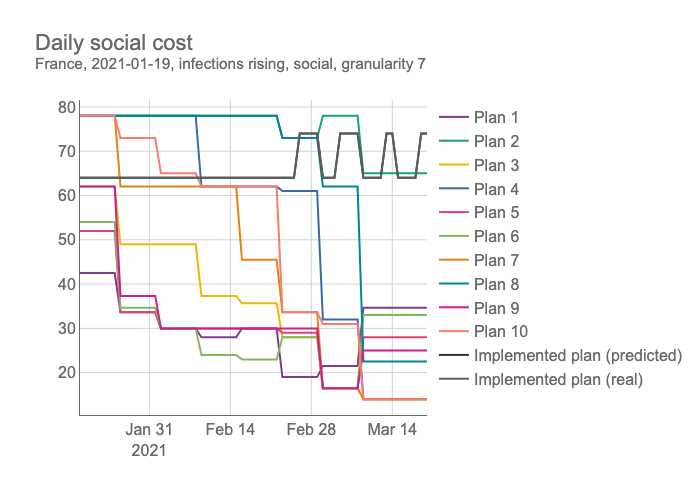 Daily social cost
France, 2021-01-19, infections rising, social, granularity 7
80
70
60
50
40
30
20
Jan 31
2021
Feb 14
Feb 28
Mar 14
Plan 1
Plan 2
Plan 3
Plan 4
Plan 5
Plan 6
Plan 7
Plan 8
Plan 9
Plan 10
Implemented plan (predicted)
Implemented plan (real)